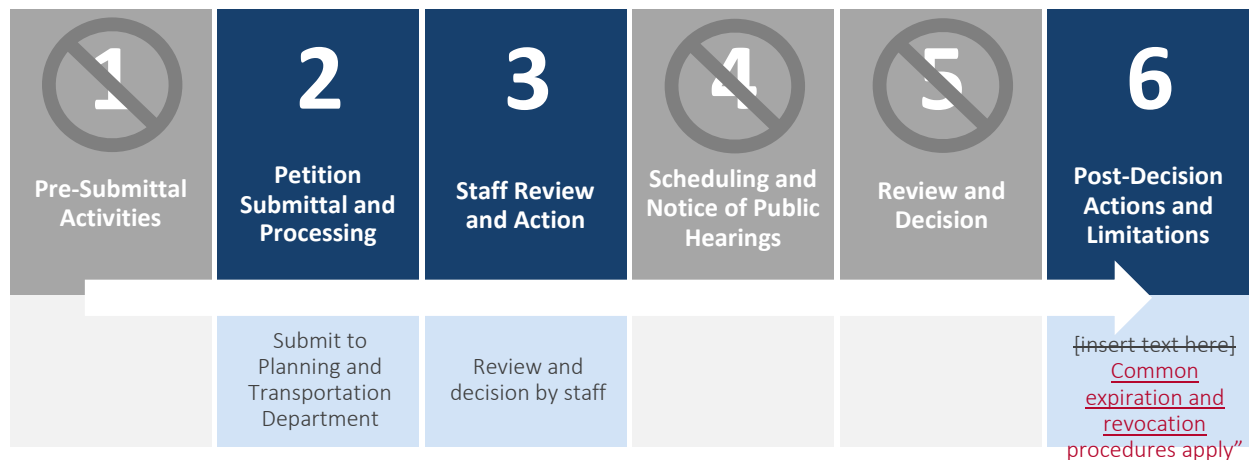 1
Pre-Submittal
Activities
2
Petition
Submittal and
Processing
3
Staff Review
and Action
4
Scheduling and
Notice of Public
Hearings
5
Review and
Decision
6
Post-Decision
Actions and
Limitations
Submit to
Planning and
Transportation
Department
Review and
decision by staff
[insert text here]
Common
expiration and
revocation
procedures apply”